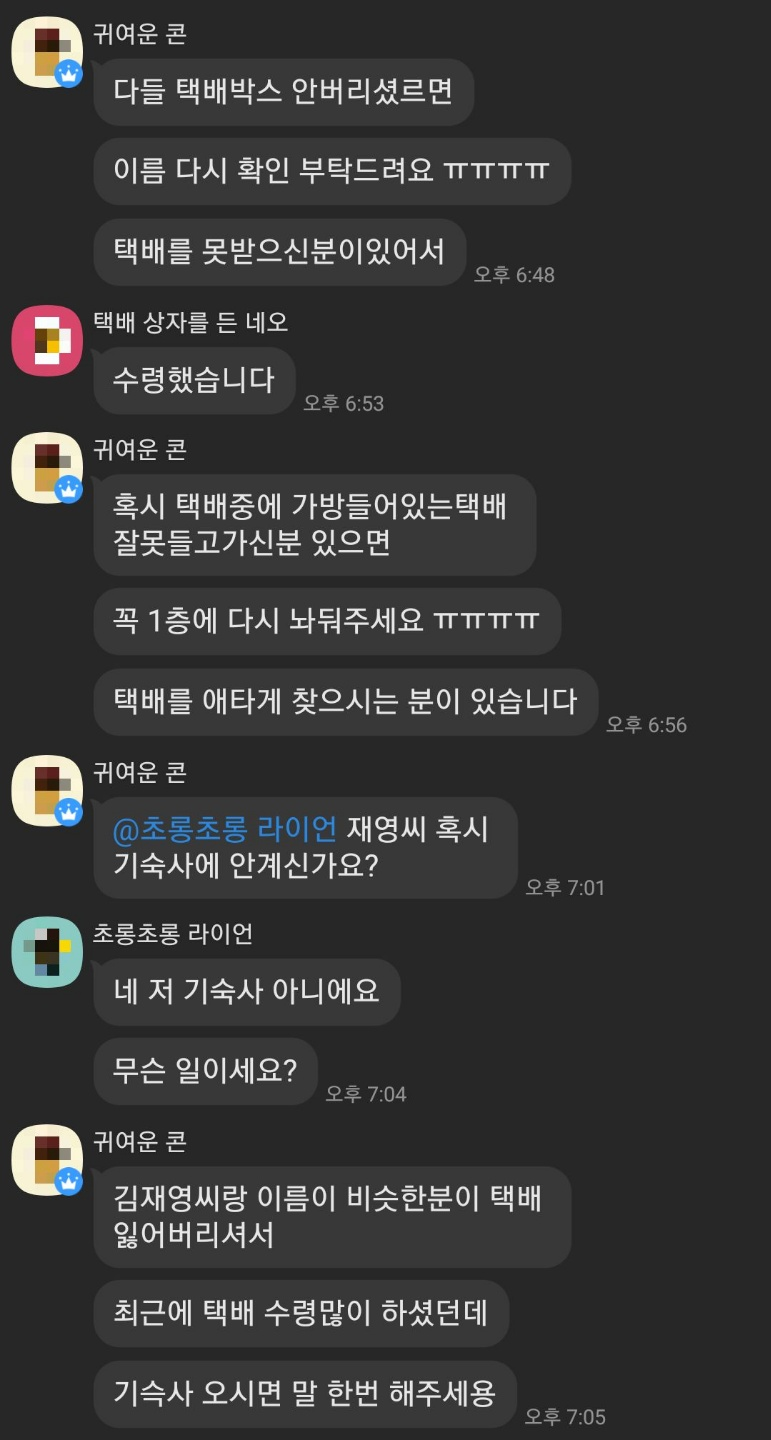 귀여운 콘
다들 택배박스 안버리셨르면
이름 다시 확인 부탁드려요 ㅠㅠㅠㅠ
택배를 못받으신분이있어서
오후 6:48
택배 상자를 든 네오
수령했습니다
오후 6:53
귀여운 콘
혹시 택배중에 가방들어있는택배
잘못들고가신분 있으면
꼭 1층에 다시 놔둬주세요 ㅠㅠㅠㅠ
택배를 애타게 찾으시는 분이 있습니다
오후 6:56
귀여운 콘
@초롱초롱 라이언 재영씨 혹시
기숙사에 안계신가요?
오후 7:01
초롱초롱 라이언
네 저 기숙사 아니에요
무슨 일이세요?
오후 7:04
귀여운 콘
김재영씨랑 이름이 비슷한분이 택배
잃어버리셔서
최근에 택배 수령많이 하셨던데
기슥사 오시면 말 한번 해주세용
오후 7:05